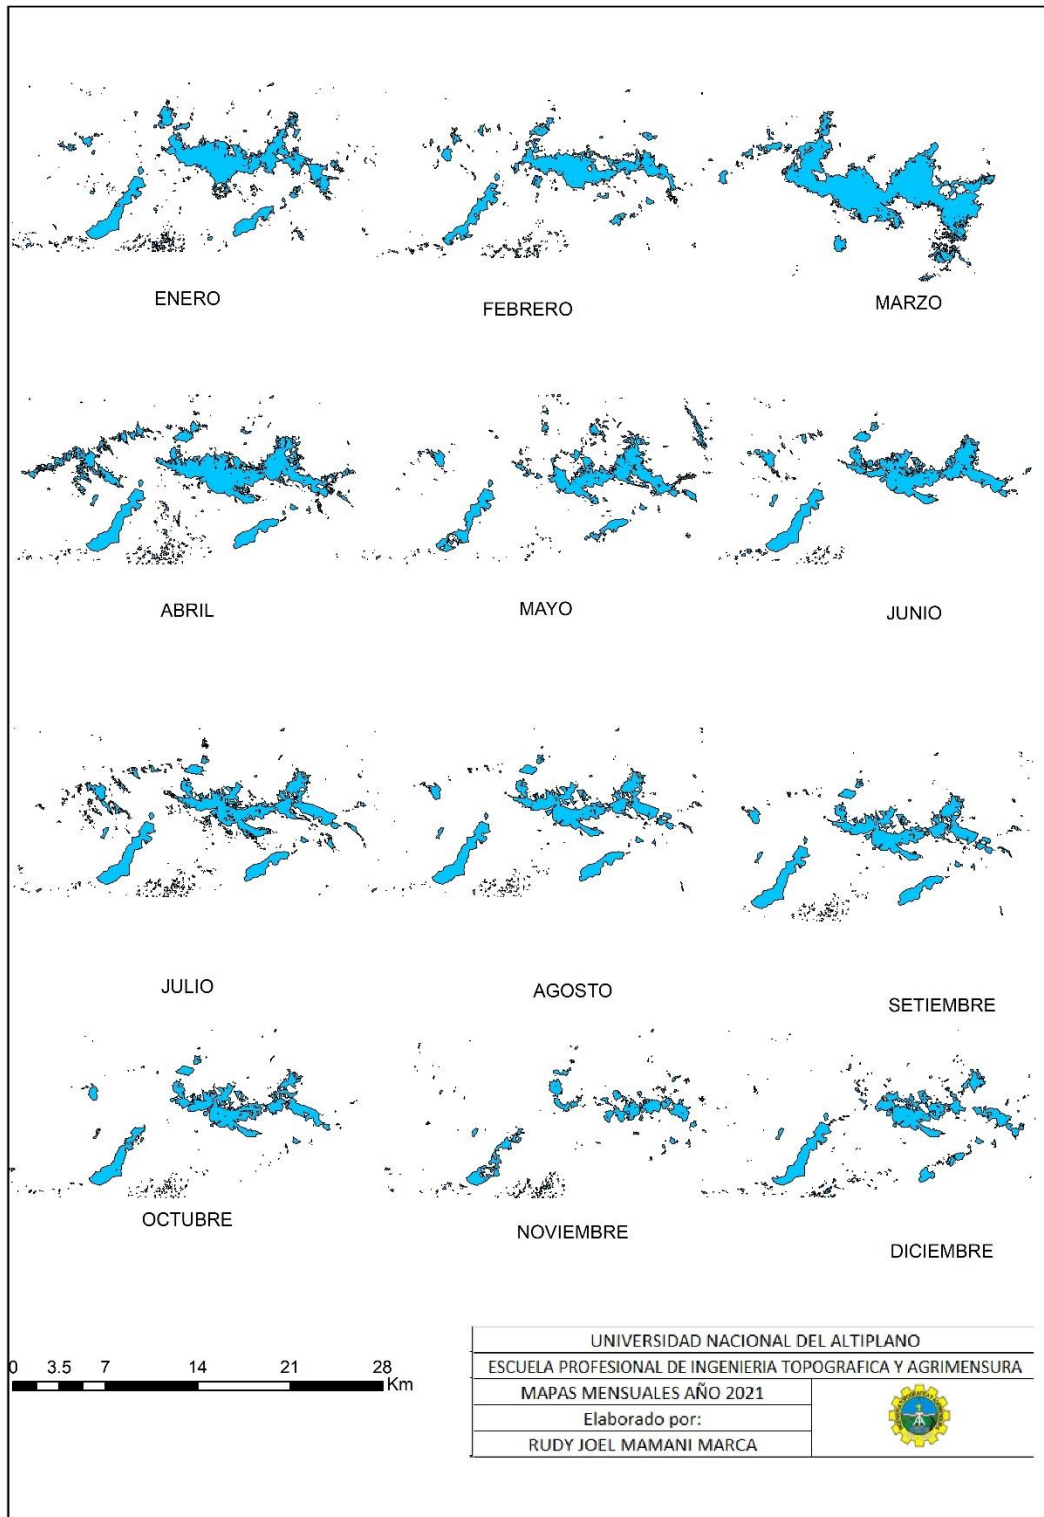 ENERO
FEBRERO
MARZO
ABRIL
MAYO
JUNIO
JULIO
AGOSTO
SETIEMBRE
OCTUBRE
NOVIEMBRE
DICIEMBRE
0 3.5 7 14 21 28
Km
UNIVERSIDAD NACIONAL DEL ALTIPLANO
ESCUELA PROFESIONAL DE INGENIERIA TOPOGRAFICA Y AGRIMENSURA
MAPAS MENSUALES AÑO 2021
Elaborado por:
RUDY JOEL MAMANI MARCA